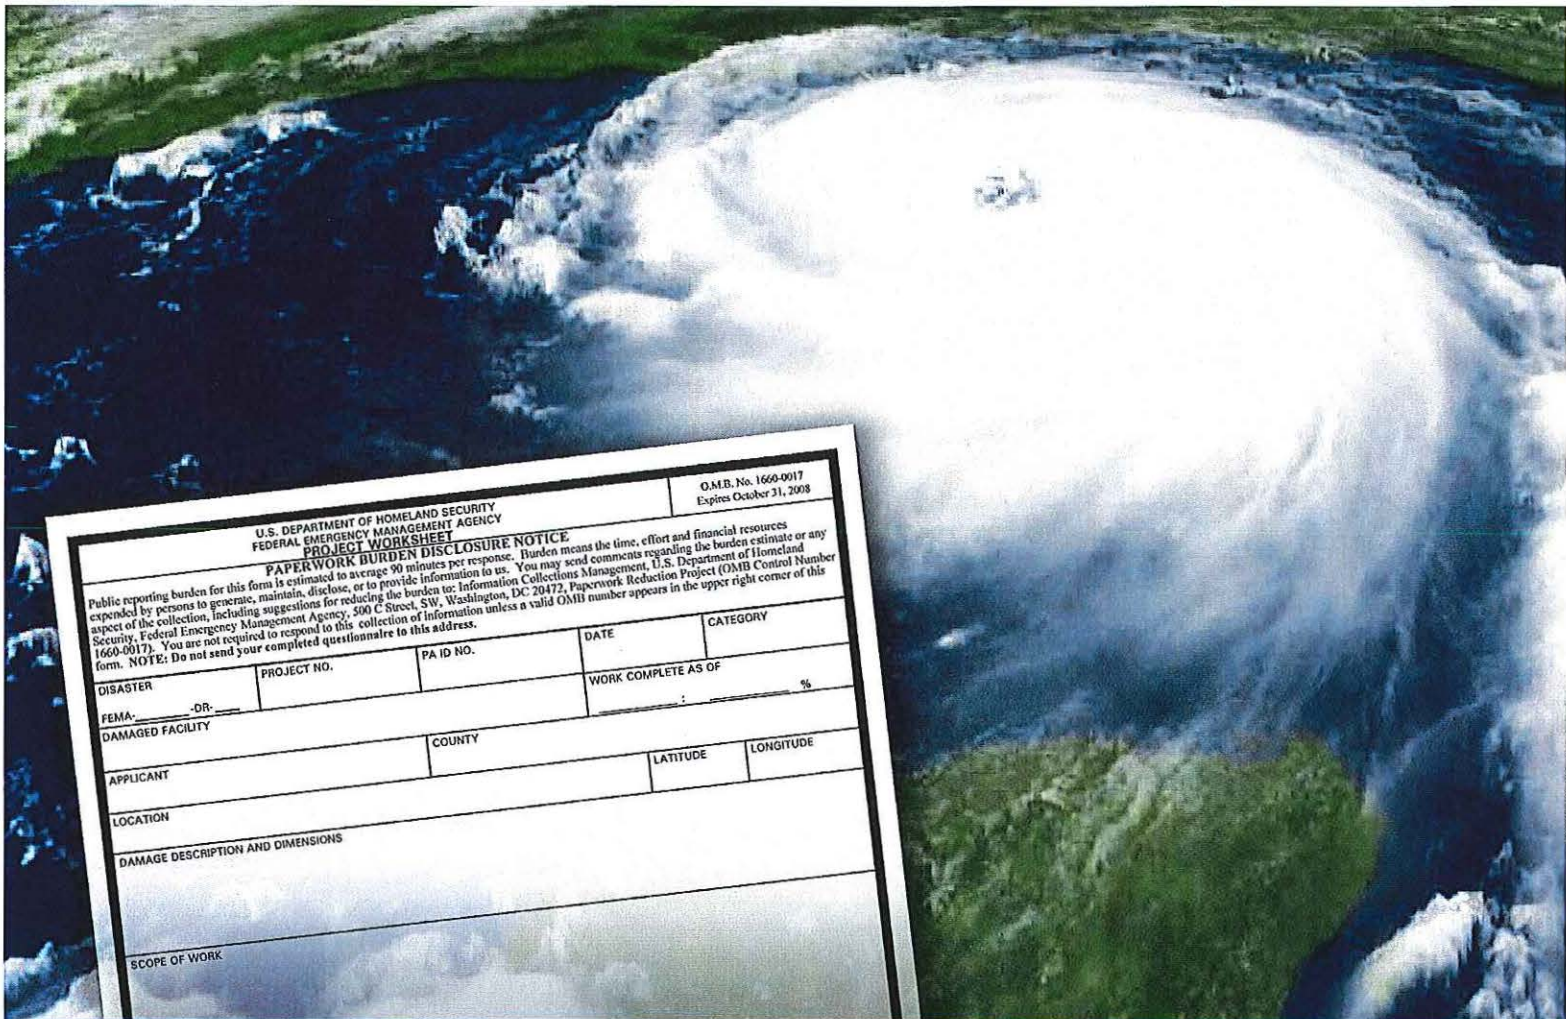 U.S. DEPARTMENT OF HOMELAND SECURITY
FEDERAL EMERGENCY MANAGEMENT AGENCY
PROJECT WORKSHEET
O.M.B. No. 1660-0017
Expires October 31, 2008
PAPERWORK BURDEN DISCLOSURE NOTICE
Public reporting burden for this form is estimated to average 90 minutes per response. Burden means the time, effort and financial resources
expended by persons to generate, maintain, disclose, or to provide information to us. You may send comments regarding the burden estimate or any
aspect of the collection, including suggestions for reducing the burden to: Information Collections Management, U.S. Department of Homeland
Security, Federal Emergency Management Agency, 500 C Street, SW, Washington, DC 20472, Paperwork Reduction Project (OMB Control Number
1660-0017). You are not required to respond to this collection of information unless a valid OMB number appears in the upper right corner of this
form. NOTE: Do not send your completed questionnaire to this address.
DISASTER
FEMA-________-DR-____
PROJECT NO.
PA ID NO.
DATE
CATEGORY
DAMAGED FACILITY
WORK COMPLETE AS OF
__________ : __________ %
APPLICANT
COUNTY
LOCATION
LATITUDE
LONGITUDE
DAMAGE DESCRIPTION AND DIMENSIONS
SCOPE OF WORK